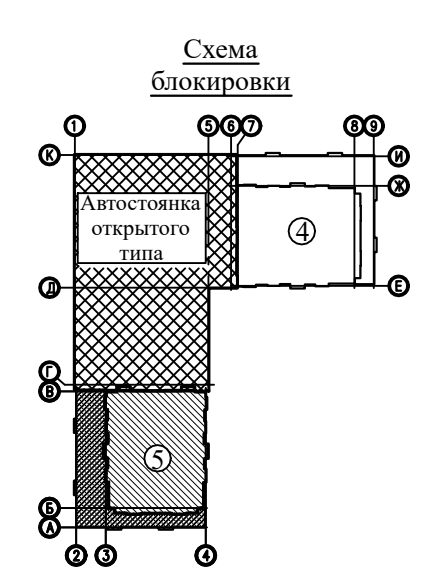 Схема
блокировки
1 5 6 7 8 9
К И
Ж
Автостоянка
открытого
типа
4
Д Е
Г
В
5
Б
А
2 3 4